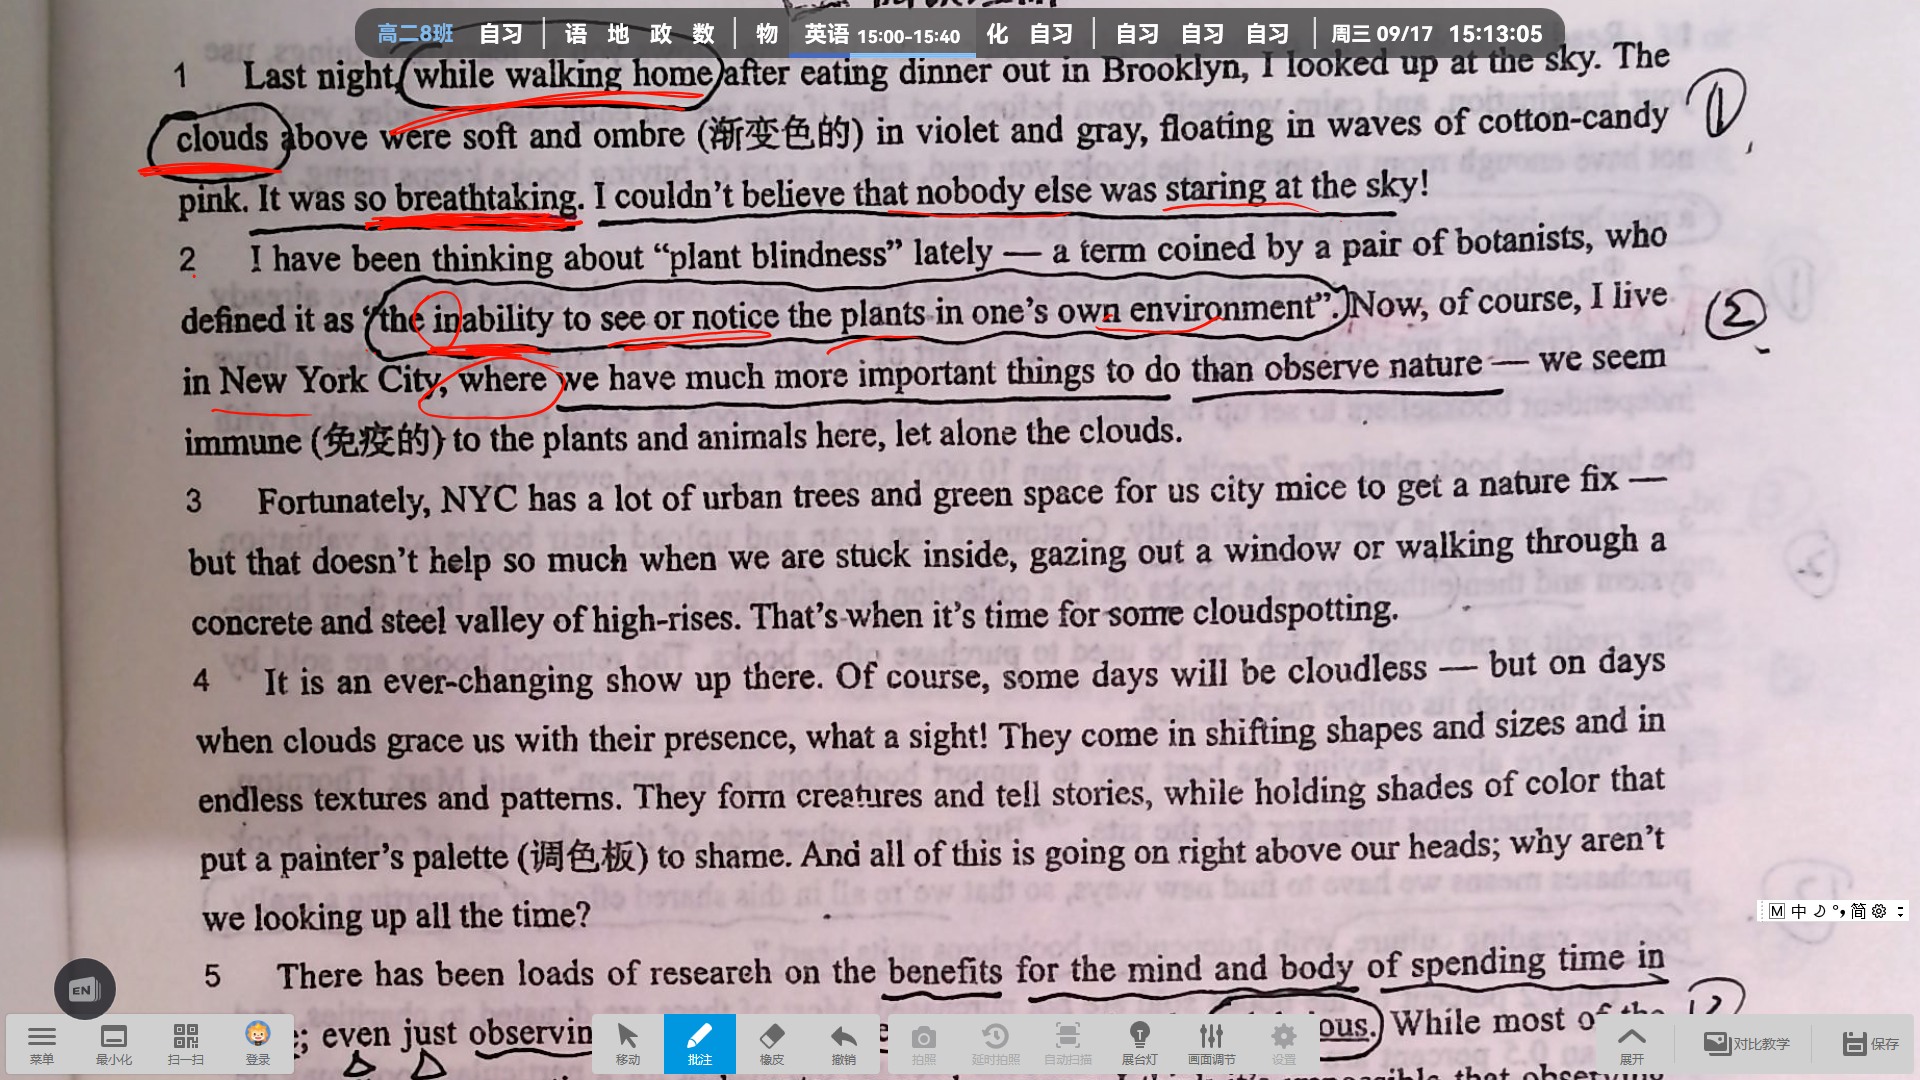 高二8班 自习 语 地 政 数 物 英语 15:00-15:40 化 自习 自习 自习 自习 周三 09/17 15:13:05
1 Last night, while walking home after eating dinner out in Brooklyn, I looked up at the sky. The
clouds above were soft and ombre (渐变色的) in violet and gray, floating in waves of cotton-candy
pink. It was so breathtaking. I couldn't believe that nobody else was staring at the sky!
①
2 I have been thinking about “plant blindness” lately — a term coined by a pair of botanists, who
defined it as “the inability to see or notice the plants in one's own environment”. Now, of course, I live
in New York City, where we have much more important things to do than observe nature — we seem
immune (免疫的) to the plants and animals here, let alone the clouds.
②
3 Fortunately, NYC has a lot of urban trees and green space for us city mice to get a nature fix —
but that doesn't help so much when we are stuck inside, gazing out a window or walking through a
concrete and steel valley of high-rises. That's when it's time for some cloudspotting.
4 It is an ever-changing show up there. Of course, some days will be cloudless — but on days
when clouds grace us with their presence, what a sight! They come in shifting shapes and sizes and in
endless textures and patterns. They form creatures and tell stories, while holding shades of color that
put a painter's palette (调色板) to shame. And all of this is going on right above our heads; why aren't
we looking up all the time?
M 中 简
5 There has been loads of research on the benefits for the mind and body of spending time in
EN
; even just observin ous. While most of the
菜单 最小化 扫一扫 登录 移动 批注 橡皮 撤销 拍照 延时拍照 自动扫描 展台灯 画面调节 设置 展开 对比教学 保存
that observing